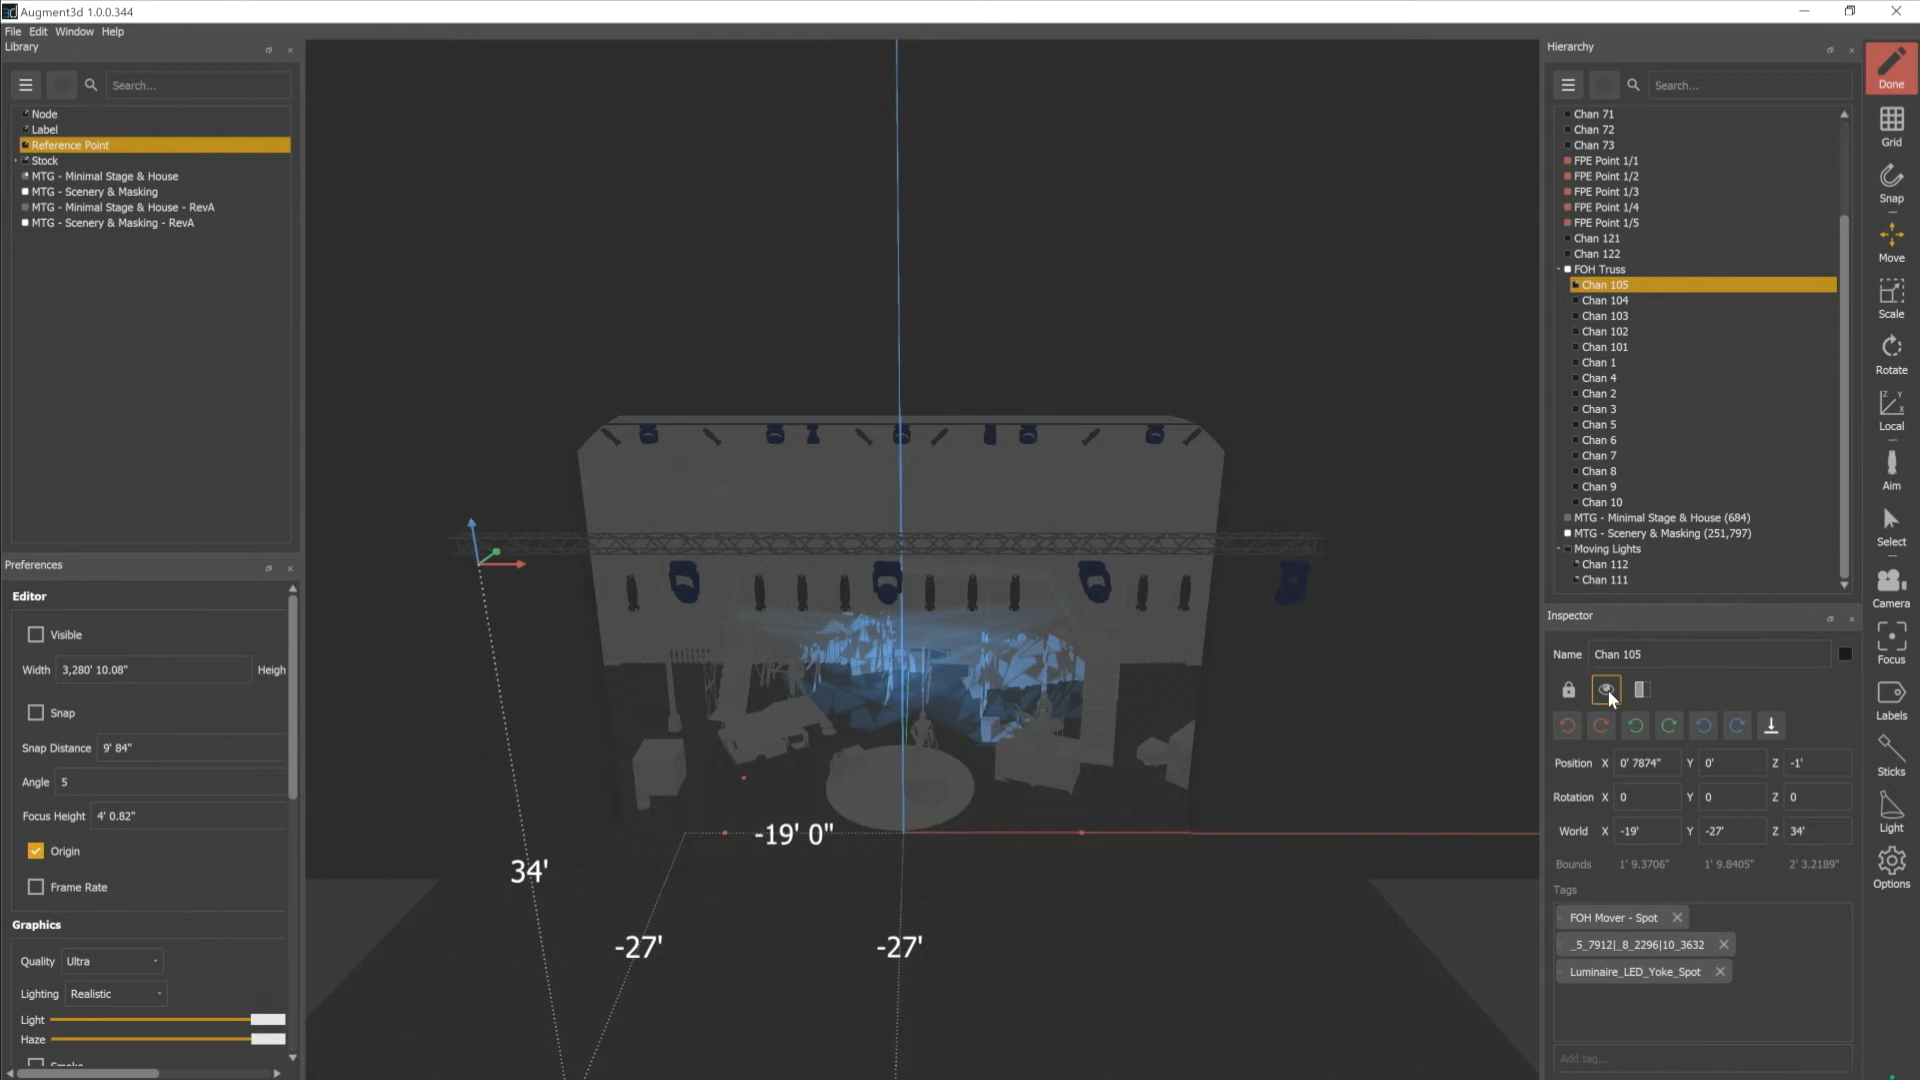 Augment3d 1.0.0.344
File Edit Window Help
Library
Search...
Node
Label
Reference Point
Stock
MTG - Minimal Stage & House
MTG - Scenery & Masking
MTG - Minimal Stage & House - RevA
MTG - Scenery & Masking - RevA
Preferences
Editor
Visible
Width 3,280' 10.08" Heigh
Snap
Snap Distance 9' 84"
Angle 5
Focus Height 4' 0.82"
Origin
Frame Rate
Graphics
Quality Ultra
Lighting Realistic
Light
Haze
Smoke
-19' 0"
34'
-27'
-27'
Hierarchy
Search...
Chan 71
Chan 72
Chan 73
FPE Point 1/1
FPE Point 1/2
FPE Point 1/3
FPE Point 1/4
FPE Point 1/5
Chan 121
Chan 122
FOH Truss
Chan 105
Chan 104
Chan 103
Chan 102
Chan 101
Chan 1
Chan 4
Chan 2
Chan 3
Chan 5
Chan 6
Chan 7
Chan 8
Chan 9
Chan 10
MTG - Minimal Stage & House (684)
MTG - Scenery & Masking (251,797)
Moving Lights
Chan 112
Chan 111
Inspector
Name Chan 105
Position X 0' 7874" Y 0' Z -1'
Rotation X 0 Y 0 Z 0
World X -19' Y -27' Z 34'
Bounds 1' 9.3706" 1' 9.8405" 2' 3.2189"
Tags
FOH Mover - Spot
_5_7912|_8_2296|10_3632
Luminaire_LED_Yoke_Spot
Add tag...
Done
Grid
Snap
Move
Scale
Rotate
Z Y X
Local
Aim
Select
Camera
Focus
Labels
Sticks
Light
Options